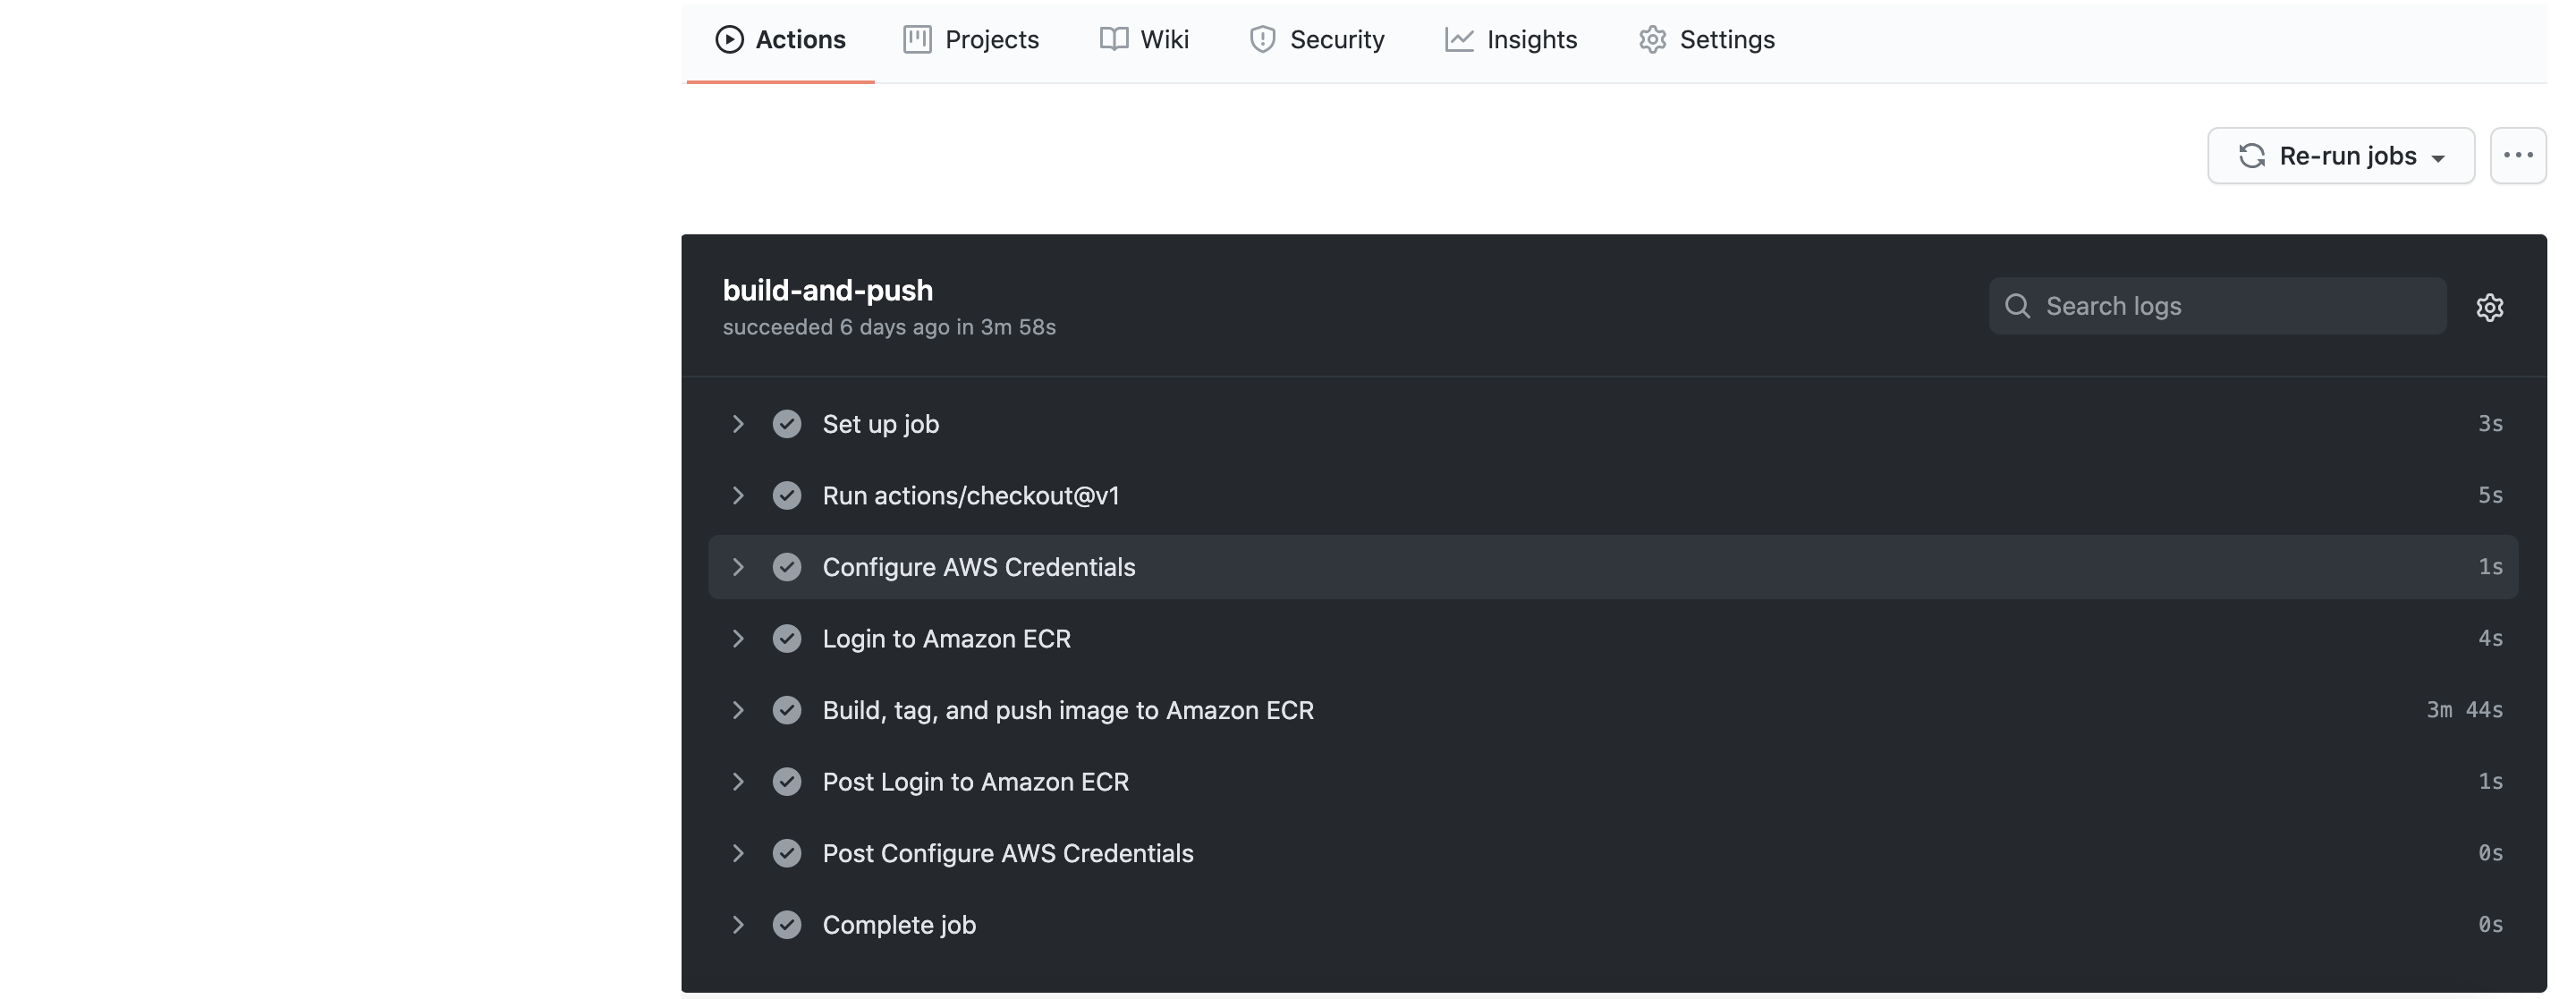 Actions Projects Wiki Security Insights Settings
Re-run jobs
build-and-push
succeeded 6 days ago in 3m 58s
Search logs
Set up job 3s
Run actions/checkout@v1 5s
Configure AWS Credentials 1s
Login to Amazon ECR 4s
Build, tag, and push image to Amazon ECR 3m 44s
Post Login to Amazon ECR 1s
Post Configure AWS Credentials 0s
Complete job 0s